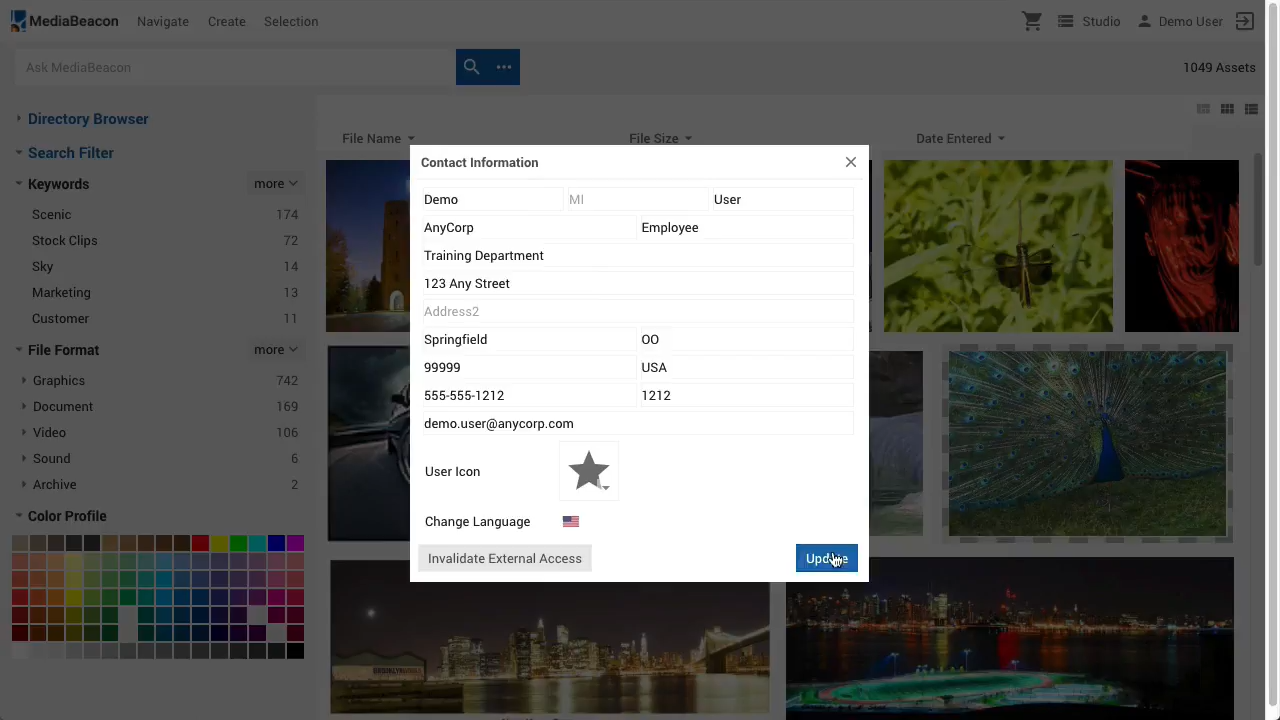 MediaBeacon Navigate Create Selection Studio Demo User
Ask MediaBeacon 1049 Assets
Directory Browser
Search Filter
Keywords more
Scenic 174
Stock Clips 72
Sky 14
Marketing 13
Customer 11
File Format more
Graphics 742
Document 169
Video 106
Sound 6
Archive 2
Color Profile
File Name File Size Date Entered
Contact Information
Demo MI User
AnyCorp Employee
Training Department
123 Any Street
Address2
Springfield OO
99999 USA
555-555-1212 1212
demo.user@anycorp.com
User Icon
Change Language
Invalidate External Access Update